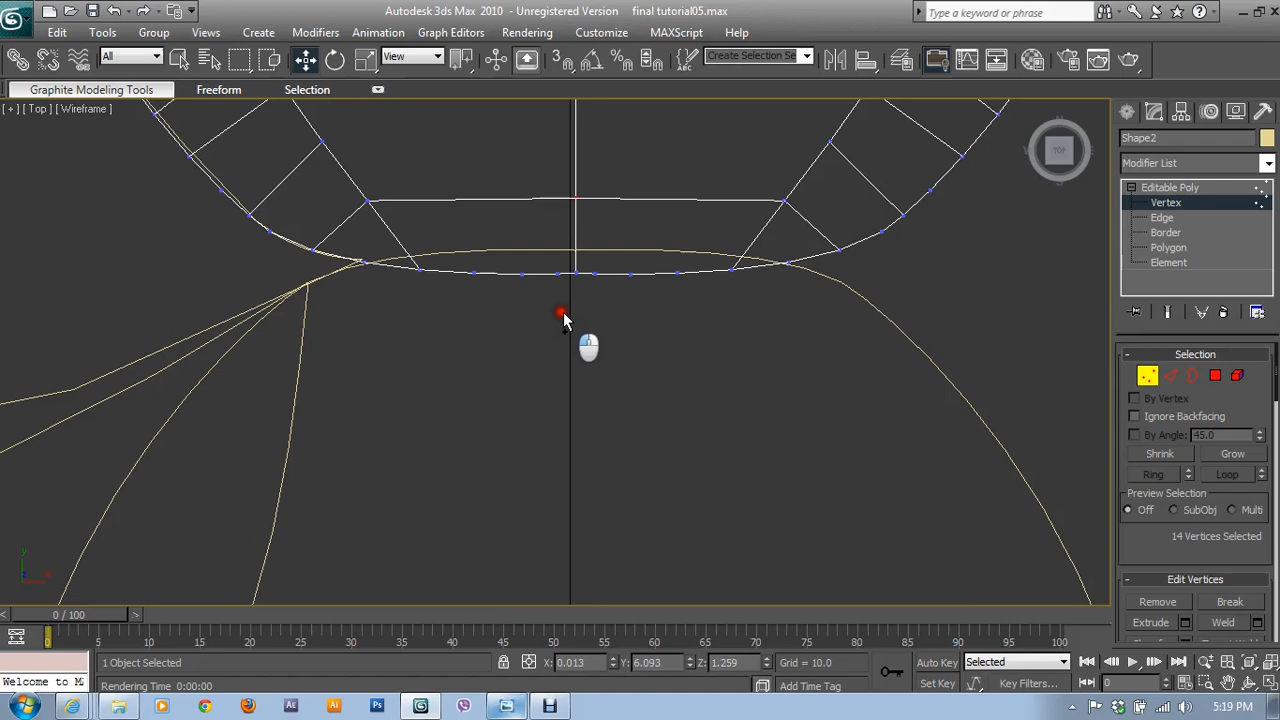 Autodesk 3ds Max 2010 - Unregistered Version final tutorial05.max
Type a keyword or phrase
Edit Tools Group Views Create Modifiers Animation Graph Editors Rendering Customize MAXScript Help
All View Create Selection Se
Graphite Modeling Tools Freeform Selection
[ + ] [ Top ] [ Wireframe ]
TOP
Shape2
Modifier List
Editable Poly
Vertex
Edge
Border
Polygon
Element
Selection
By Vertex
Ignore Backfacing
By Angle: 45.0
Shrink Grow
Ring Loop
Preview Selection
Off SubObj Multi
14 Vertices Selected
Edit Vertices
Remove Break
Extrude Weld
y
x
0 / 100
0 5 10 15 20 25 30 35 40 45 50 55 60 65 70 75 80 85 90 95 100
1 Object Selected X: 0.013 Y: 6.093 Z: 1.259 Grid = 10.0 Auto Key Selected
Welcome to M Rendering Time 0:00:00 Add Time Tag Set Key Key Filters... 0
5:19 PM